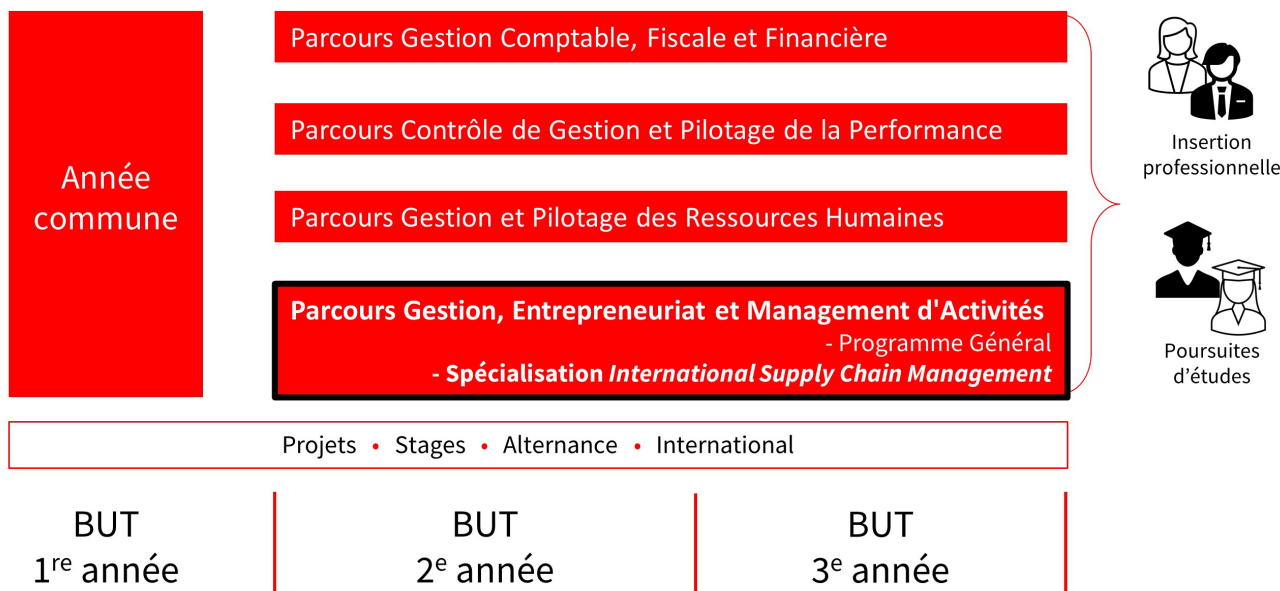 Année
commune
Parcours Gestion Comptable, Fiscale et Financière
Parcours Contrôle de Gestion et Pilotage de la Performance
Parcours Gestion et Pilotage des Ressources Humaines
Parcours Gestion, Entrepreneuriat et Management d'Activités
- Programme Général
- Spécialisation International Supply Chain Management
Insertion
professionnelle
Poursuites
d’études
Projets • Stages • Alternance • International
BUT
1re année
BUT
2e année
BUT
3e année